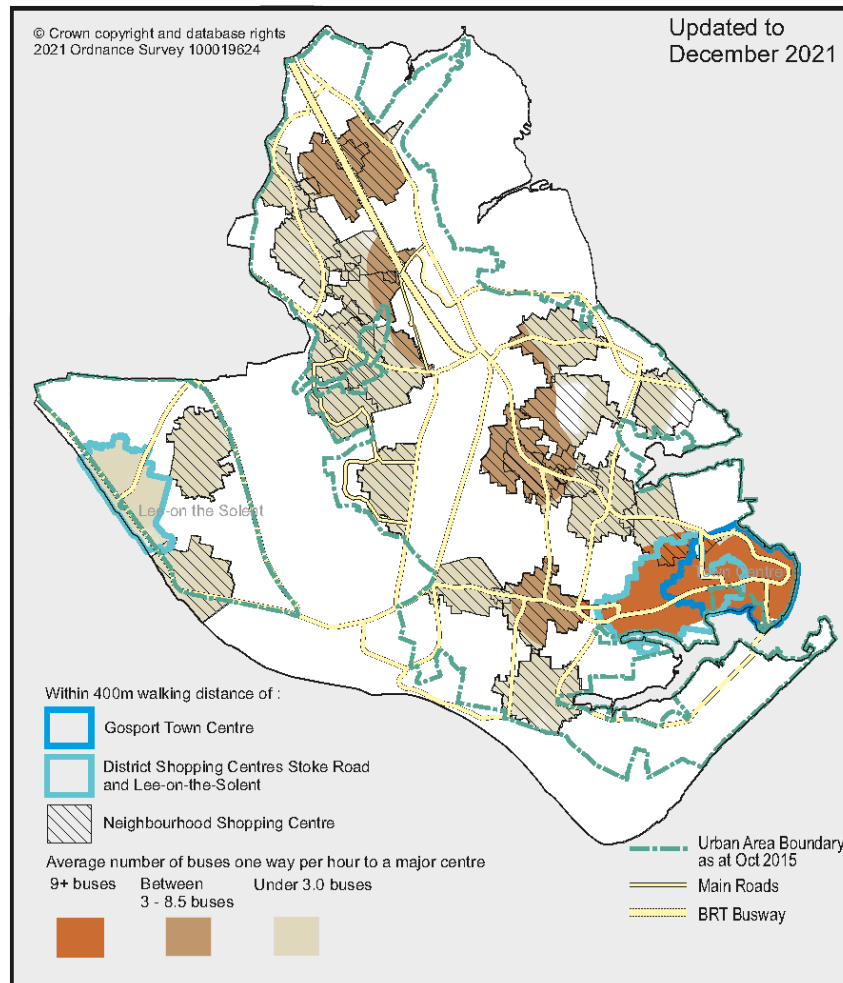 © Crown copyright and database rights
2021 Ordnance Survey 100019624
Updated to
December 2021
Lee-on the Solent
Town Centre
Within 400m walking distance of :
Gosport Town Centre
District Shopping Centres Stoke Road
and Lee-on-the-Solent
Neighbourhood Shopping Centre
Average number of buses one way per hour to a major centre
9+ buses
Between
3 - 8.5 buses
Under 3.0 buses
Urban Area Boundary
as at Oct 2015
Main Roads
BRT Busway